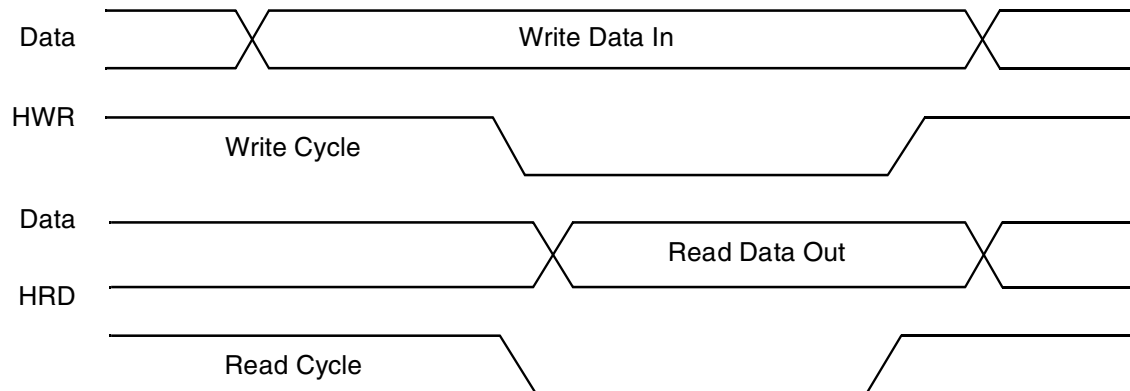 Data
Write Data In
HWR
Write Cycle
Data
Read Data Out
HRD
Read Cycle